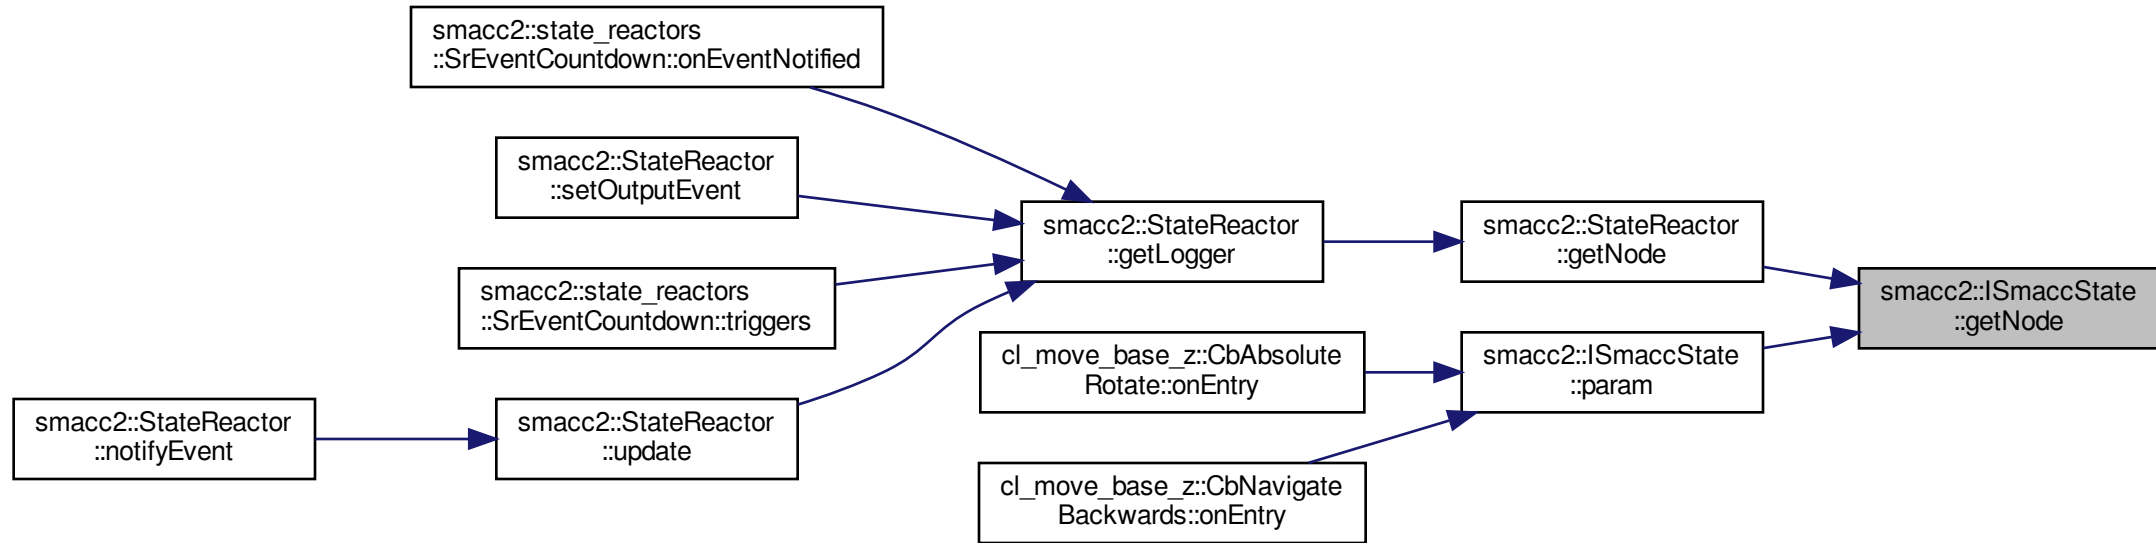 smacc2::state_reactors
::SrEventCountdown::onEventNotified
smacc2::StateReactor
::setOutputEvent
smacc2::StateReactor
::getLogger
smacc2::StateReactor
::getNode
smacc2::ISmaccState
::getNode
smacc2::state_reactors
::SrEventCountdown::triggers
cl_move_base_z::CbAbsolute
Rotate::onEntry
smacc2::ISmaccState
::param
smacc2::StateReactor
::notifyEvent
smacc2::StateReactor
::update
cl_move_base_z::CbNavigate
Backwards::onEntry